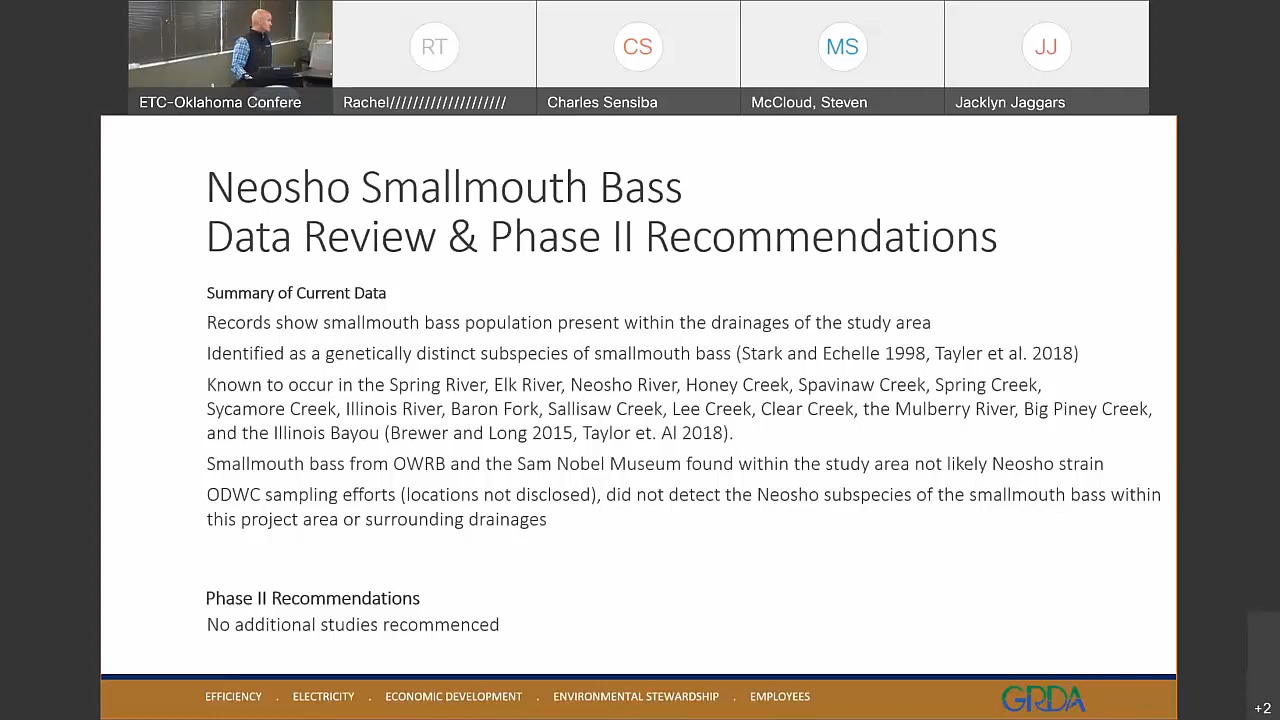 RT
CS
MS
JJ
ETC-Oklahoma Confere
Rachel////////////////////
Charles Sensiba
McCloud, Steven
Jacklyn Jaggars
Neosho Smallmouth Bass
Data Review & Phase II Recommendations
Summary of Current Data
Records show smallmouth bass population present within the drainages of the study area
Identified as a genetically distinct subspecies of smallmouth bass (Stark and Echelle 1998, Tayler et al. 2018)
Known to occur in the Spring River, Elk River, Neosho River, Honey Creek, Spavinaw Creek, Spring Creek,
Sycamore Creek, Illinois River, Baron Fork, Sallisaw Creek, Lee Creek, Clear Creek, the Mulberry River, Big Piney Creek,
and the Illinois Bayou (Brewer and Long 2015, Taylor et. Al 2018).
Smallmouth bass from OWRB and the Sam Nobel Museum found within the study area not likely Neosho strain
ODWC sampling efforts (locations not disclosed), did not detect the Neosho subspecies of the smallmouth bass within
this project area or surrounding drainages
Phase II Recommendations
No additional studies recommenced
EFFICIENCY . ELECTRICITY . ECONOMIC DEVELOPMENT . ENVIRONMENTAL STEWARDSHIP . EMPLOYEES
GRDA
+2